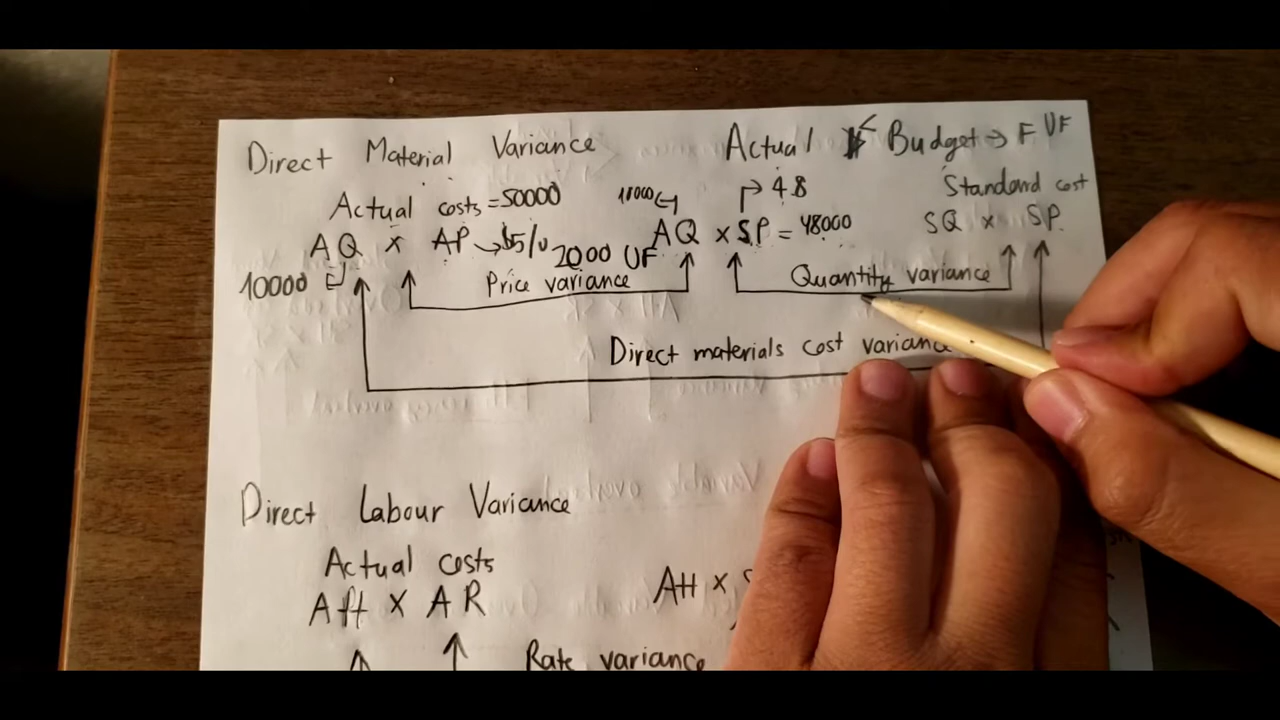 Direct Material Variance
Actual < Budget → F UF
Actual costs = 50000
4.8
Standard cost
AQ × AP → 5/u
AQ × SP = 48000
SQ × SP
10000
2000 UF
Price variance
Quantity variance
Direct materials cost variance
Direct Labour Variance
Actual costs
AH × AR
AH ×
Rate variance